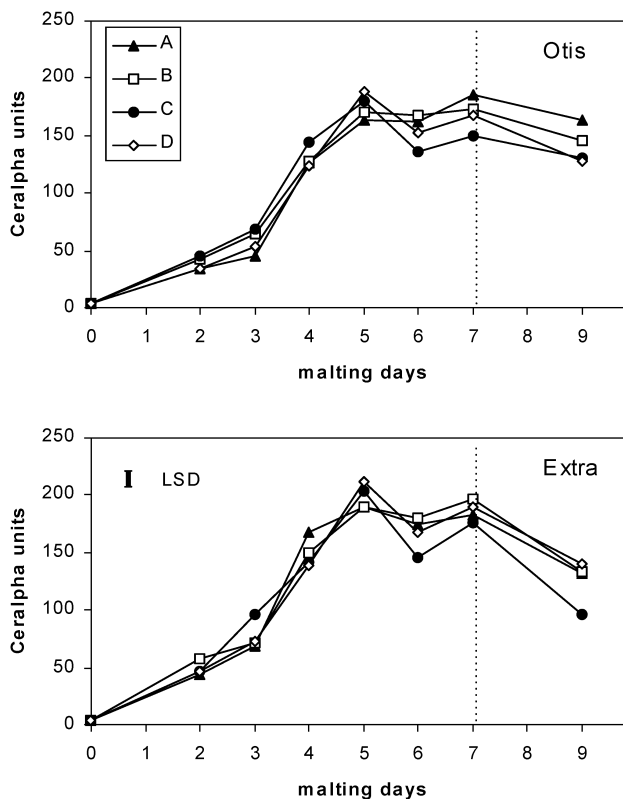 250
200
150
100
50
0
Ceralpha units
A
B
C
D
Otis
0 1 2 3 4 5 6 7 8 9
malting days
250
200
150
100
50
0
Ceralpha units
LSD
Extra
0 1 2 3 4 5 6 7 8 9
malting days